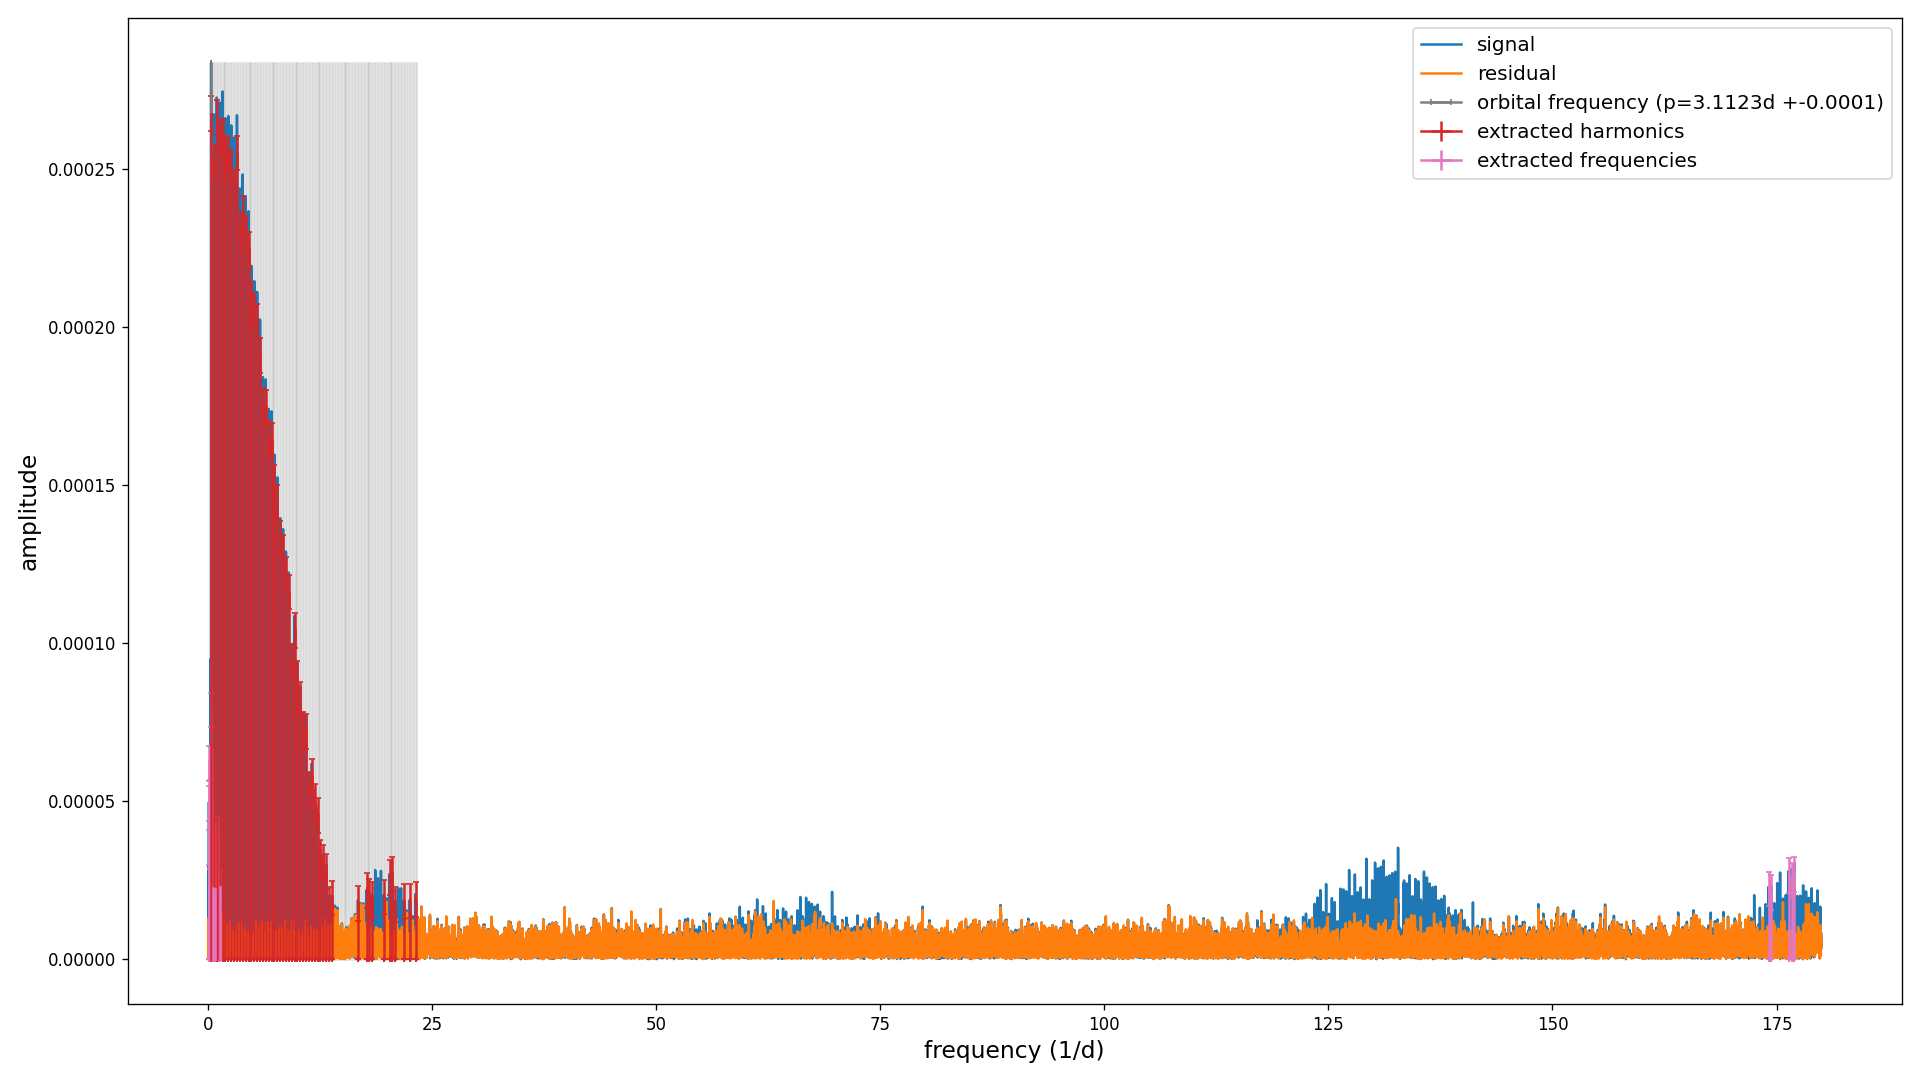 signal
residual
orbital frequency (p=3.1123d +-0.0001)
extracted harmonics
extracted frequencies
0.00025
0.00020
0.00015
0.00010
0.00005
0.00000
amplitude
0 25 50 75 100 125 150 175
frequency (1/d)